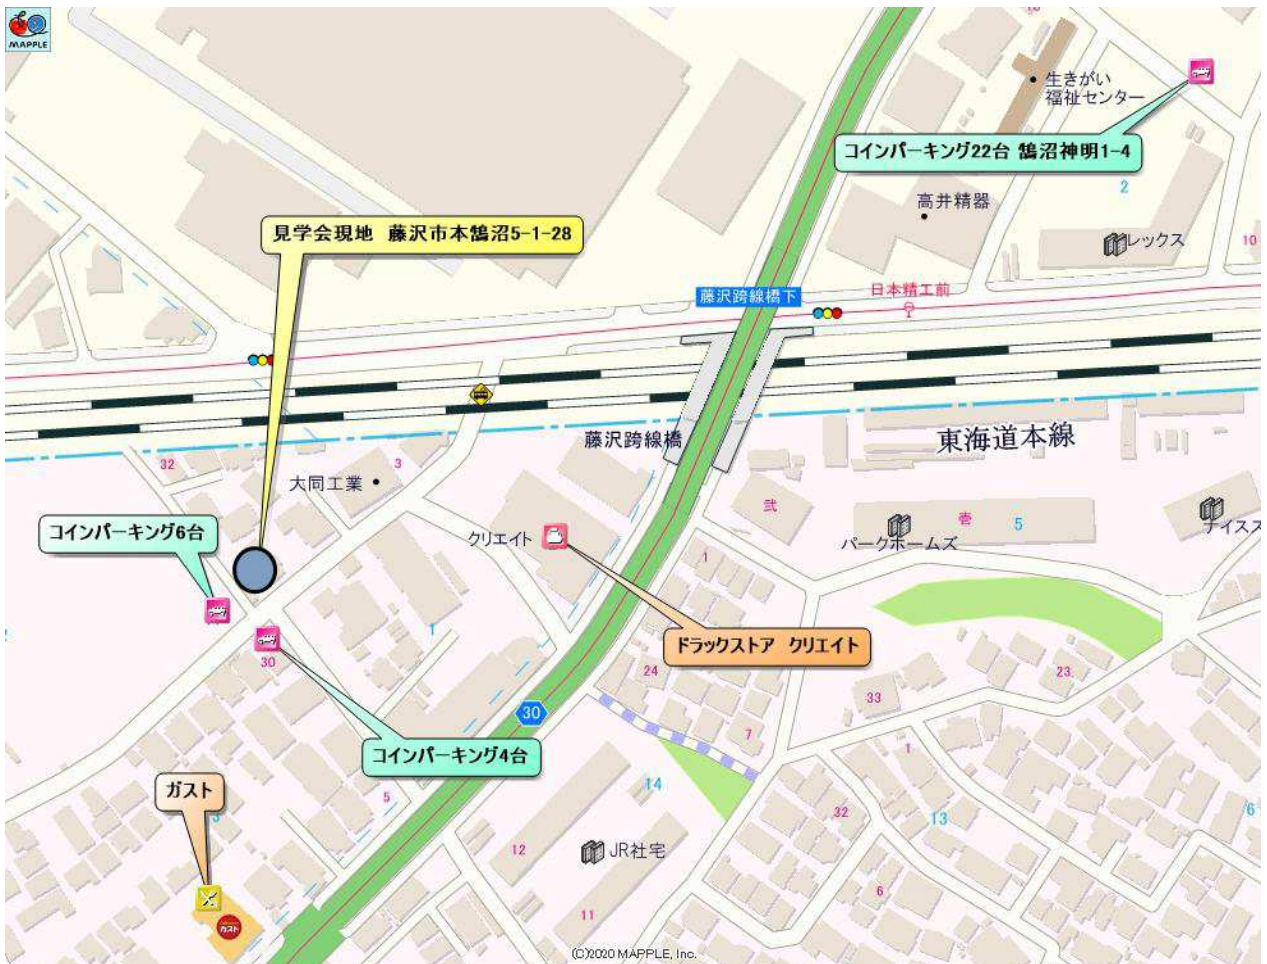 MAPPLE
10
生きがい
福祉センター
コインパーキング22台 鵠沼神明1-4
2
高井精器
レックス
10
見学会現地 藤沢市本鵠沼5-1-28
藤沢跨線橋下
日本精工前
藤沢跨線橋
東海道本線
32
3
大同工業
弐
壱
5
パークホームズ
ナイスス
コインパーキング6台
クリエイト
1
1
ドラックストア クリエイト
30
24
23
33
30
7
1
コインパーキング4台
ガスト
3
5
14
32
13
6
12
JR社宅
6
11
ガスト
(C)2020 MAPPLE, Inc.